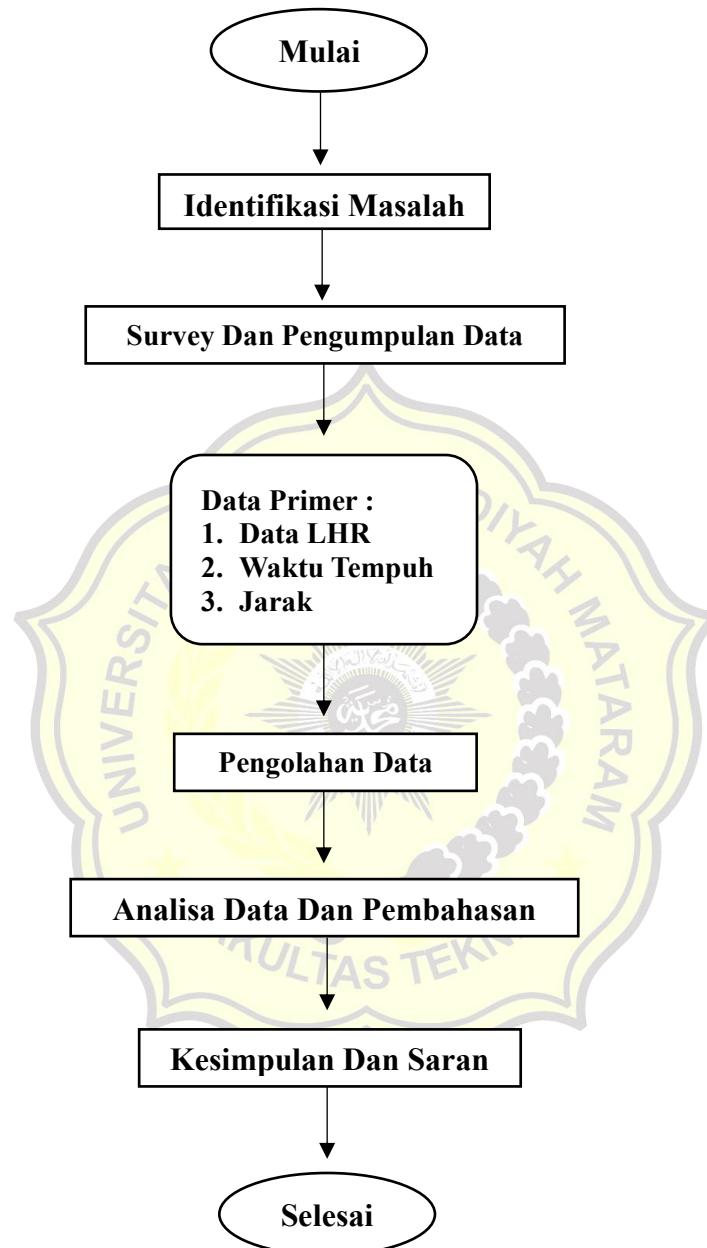 Mulai
Identifikasi Masalah
Survey Dan Pengumpulan Data
Data Primer :
1. Data LHR
2. Waktu Tempuh
3. Jarak
Pengolahan Data
Analisa Data Dan Pembahasan
Kesimpulan Dan Saran
Selesai
MATARAM